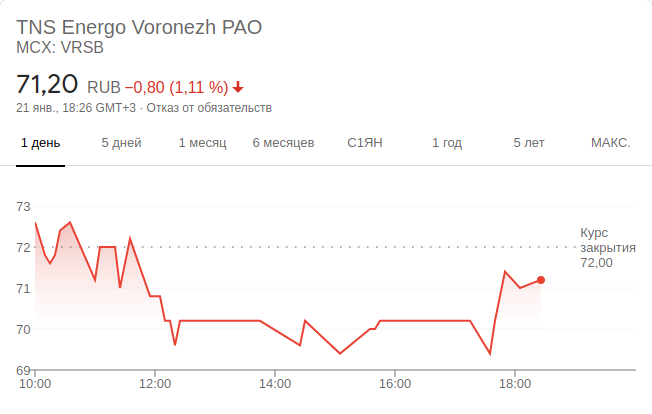 TNS Energo Voronezh PAO
MCX: VRSB
71,20 RUB −0,80 (1,11 %)
21 янв., 18:26 GMT+3 · Отказ от обязательств
1 день 5 дней 1 месяц 6 месяцев С1ЯН 1 год 5 лет МАКС.
73
Курс
72 закрытия
72,00
71
70
69
10:00 12:00 14:00 16:00 18:00